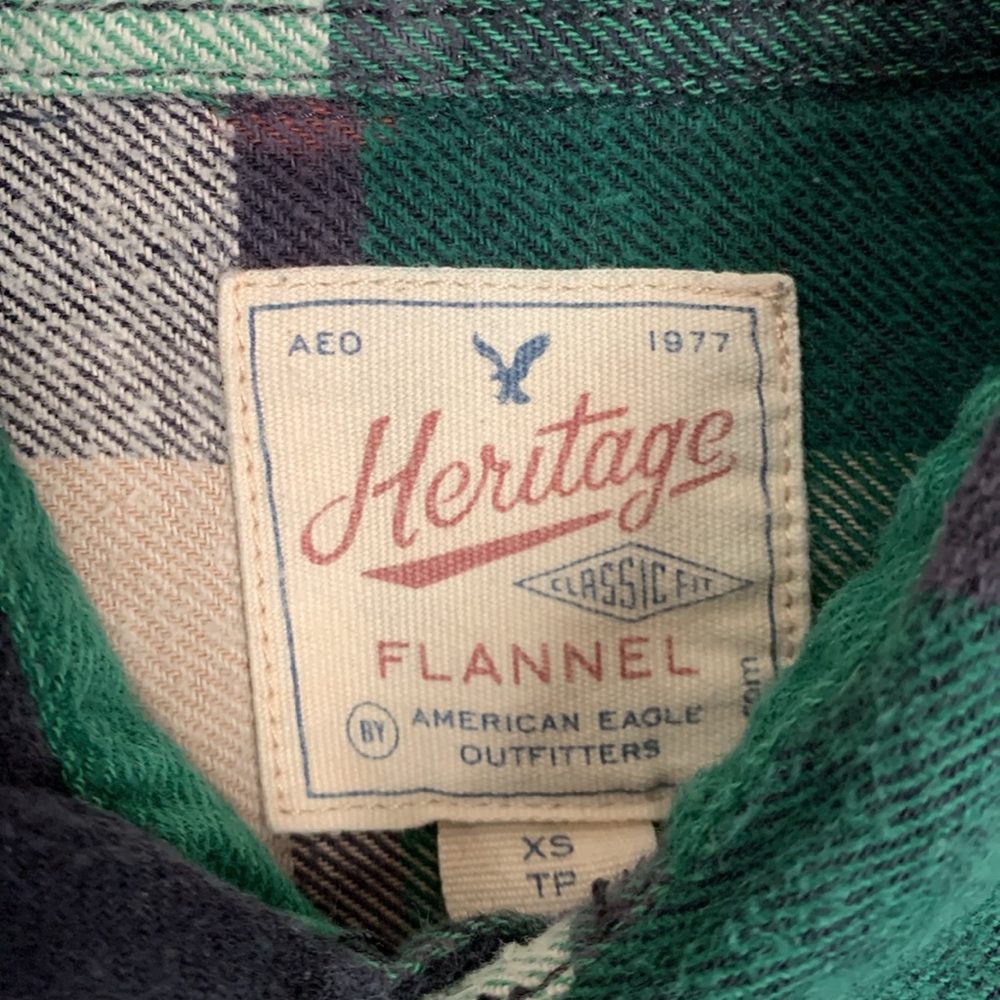 AEO 1977
Heritage
CLASSIC FIT
FLANNEL
BY AMERICAN EAGLE
OUTFITTERS
XS
TP